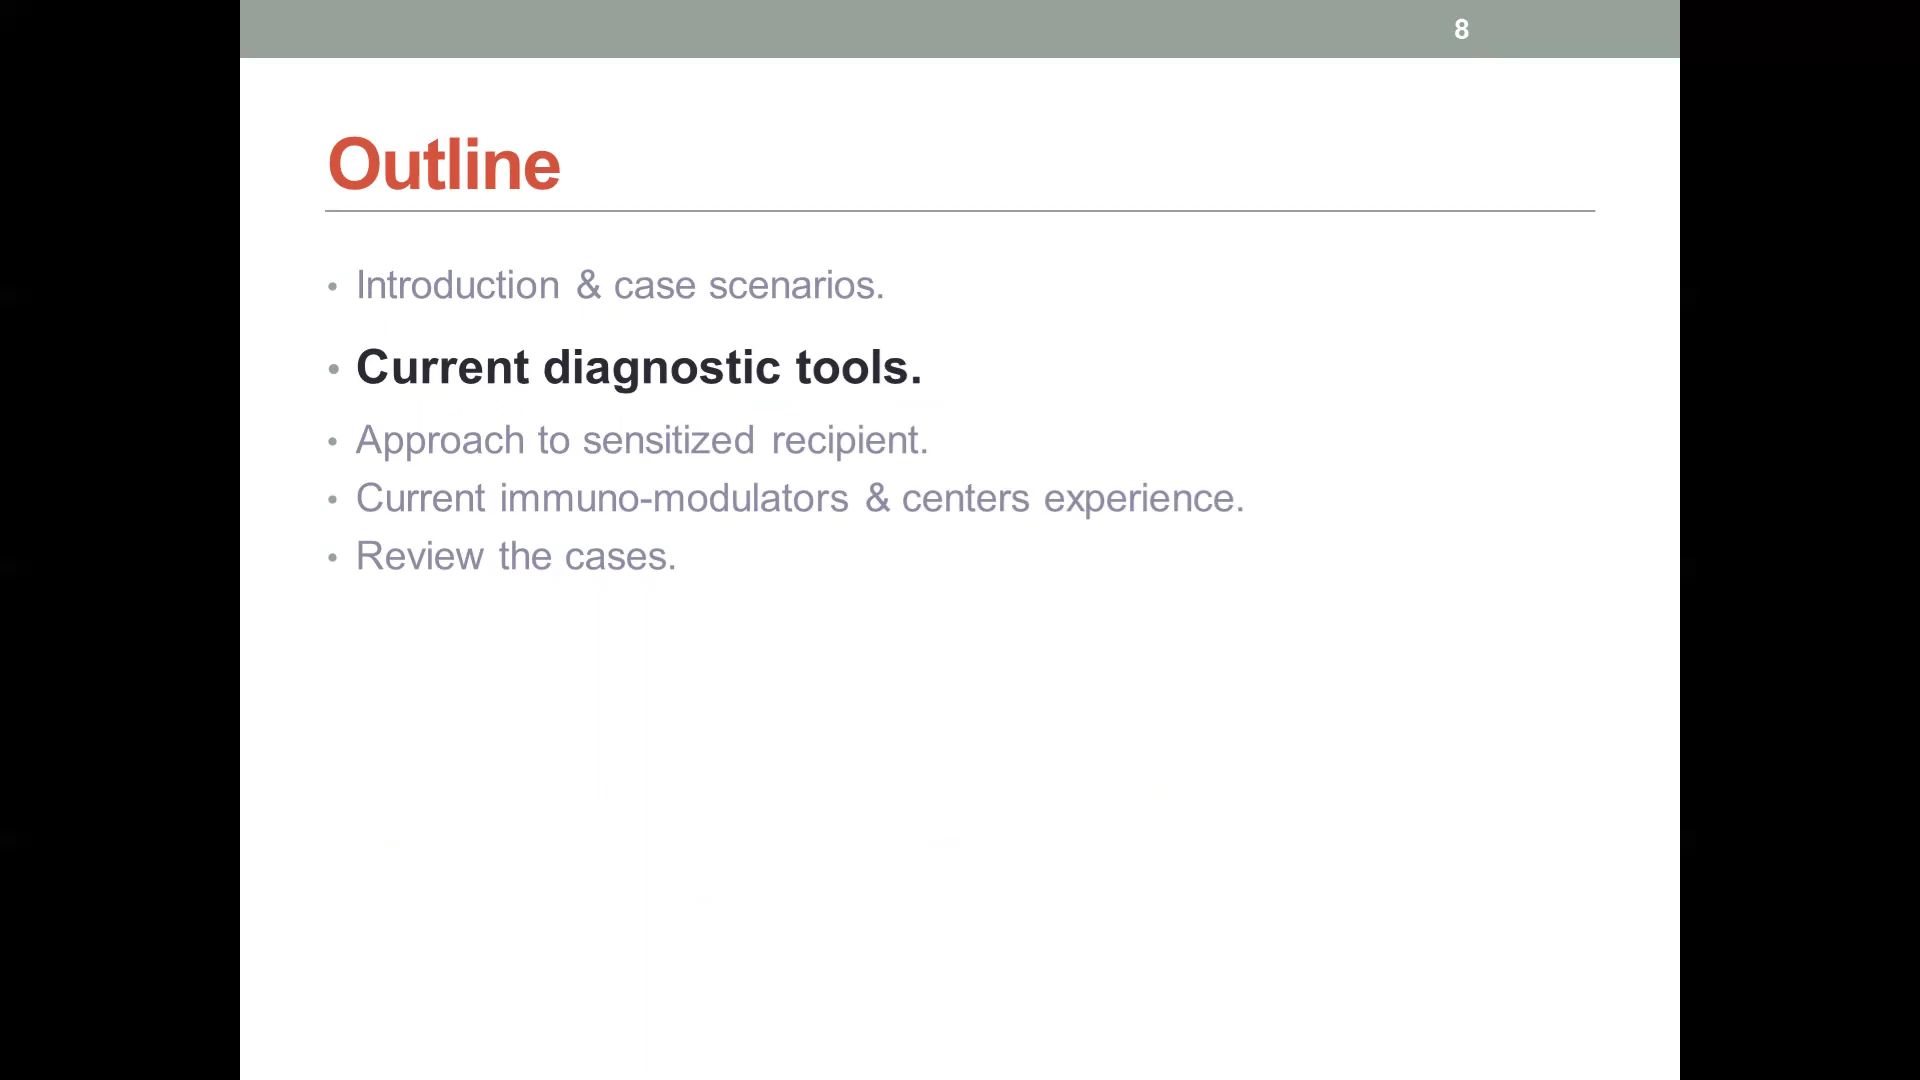 8
Outline
• Introduction & case scenarios.
• Current diagnostic tools.
• Approach to sensitized recipient.
• Current immuno-modulators & centers experience.
• Review the cases.